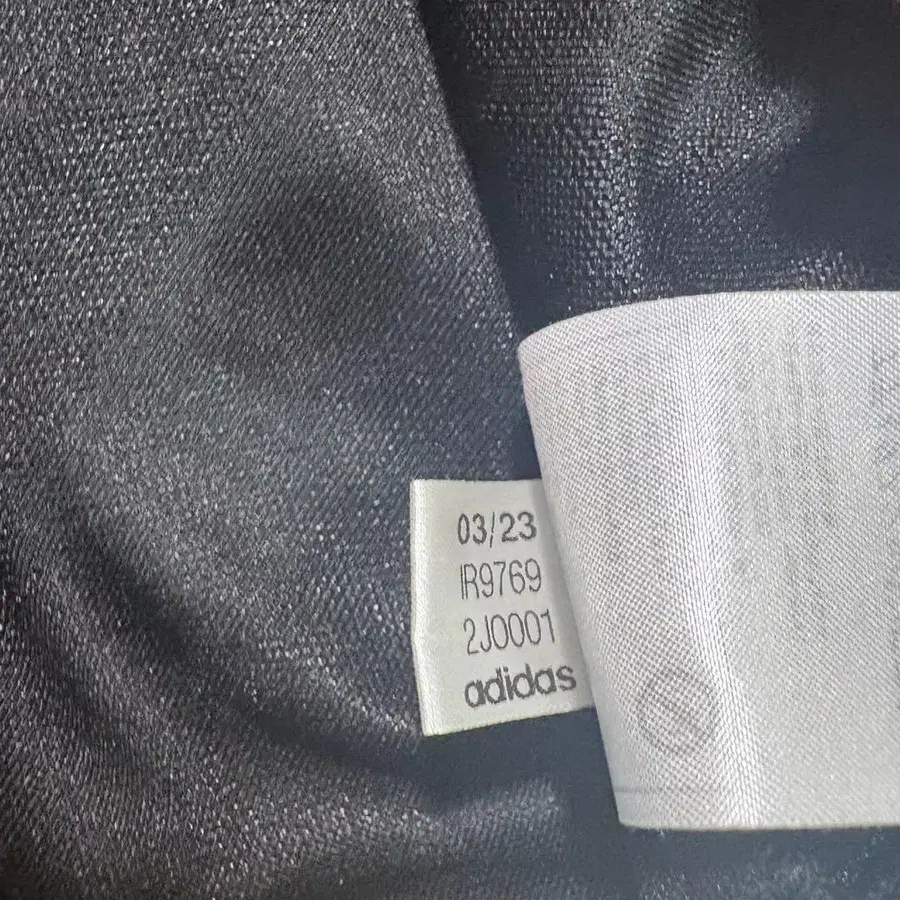 03/23
IR9769
2J0001
adidas